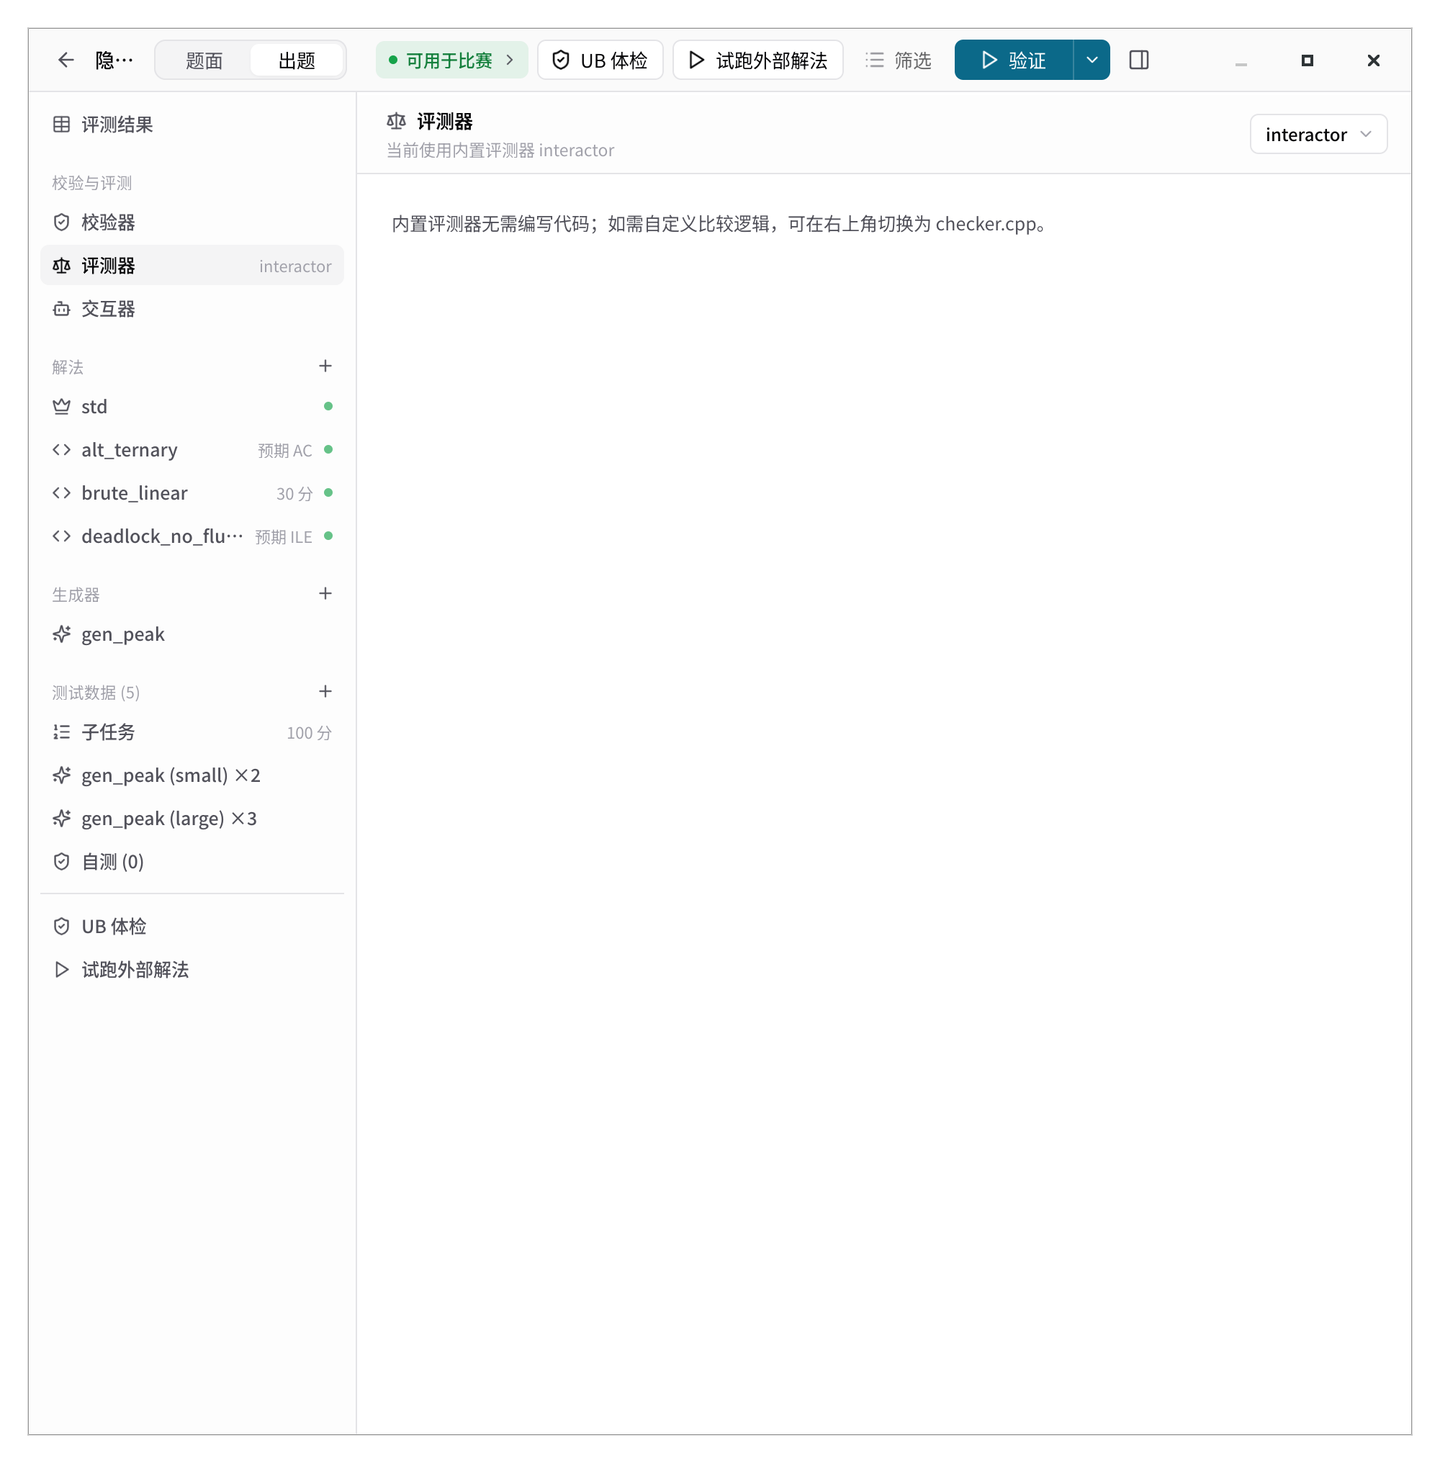 隐…
题面
出题
可用于比赛
UB 体检
试跑外部解法
筛选
验证
评测结果
校验与评测
校验器
评测器 interactor
交互器
解法
std
alt_ternary 预期 AC
brute_linear 30 分
deadlock_no_flu… 预期 ILE
生成器
gen_peak
测试数据 (5)
子任务 100 分
gen_peak (small) ×2
gen_peak (large) ×3
自测 (0)
UB 体检
试跑外部解法
评测器
当前使用内置评测器 interactor
interactor
内置评测器无需编写代码；如需自定义比较逻辑，可在右上角切换为 checker.cpp。